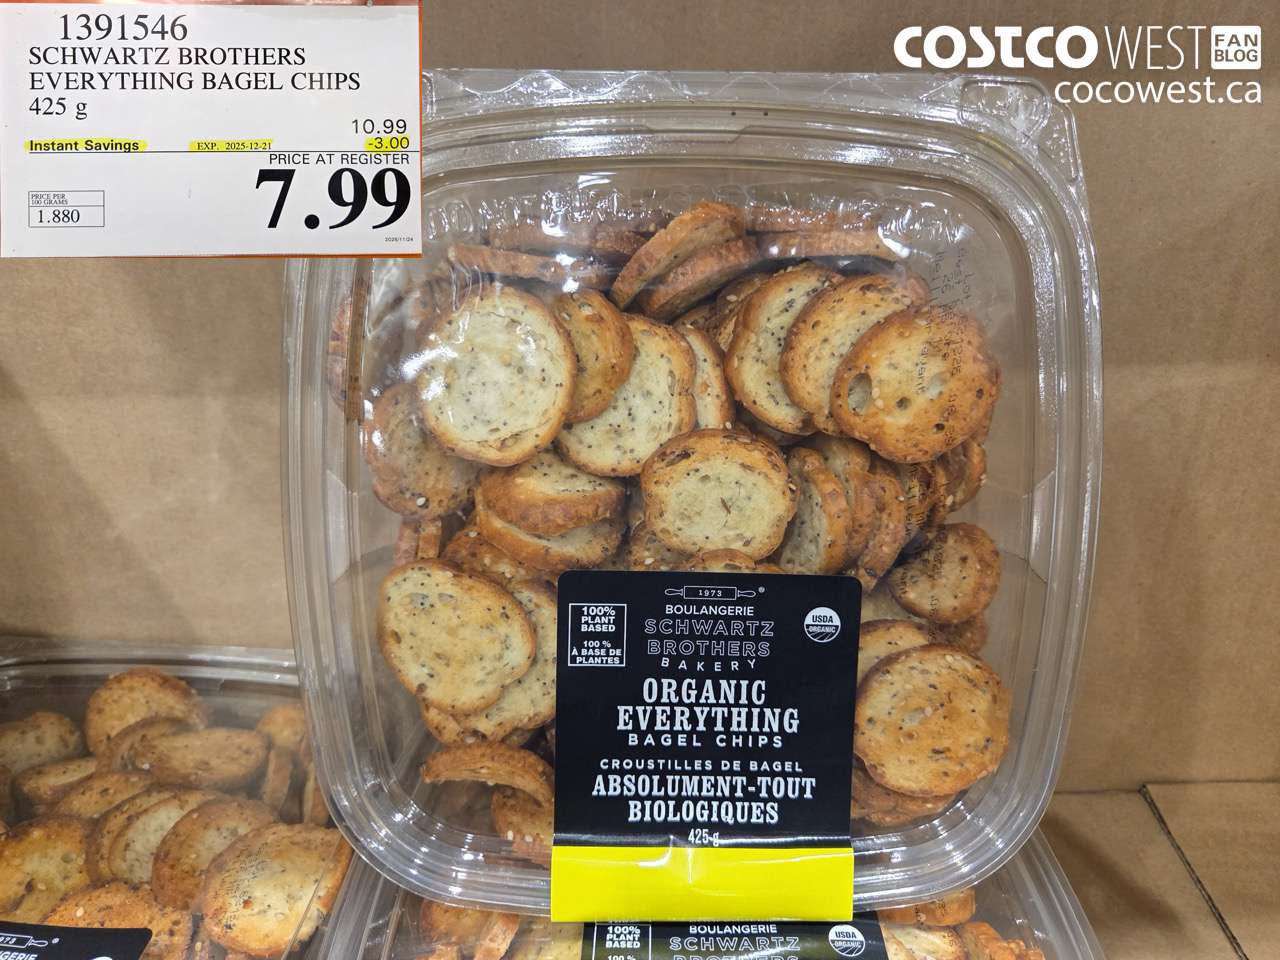 1391546
SCHWARTZ BROTHERS
EVERYTHING BAGEL CHIPS
425 g
10.99
Instant Savings EXP. 2025-12-21 -3.00
PRICE AT REGISTER
7.99
PRICE PER
100 GRAMS
1.880
2025/11/24
COSTCO WEST FAN BLOG
cocowest.ca
1973
BOULANGERIE
SCHWARTZ
BROTHERS
BAKERY
100%
PLANT
BASED
100 %
À BASE DE
PLANTES
USDA
ORGANIC
ORGANIC
EVERYTHING
BAGEL CHIPS
CROUSTILLES DE BAGEL
ABSOLUMENT-TOUT
BIOLOGIQUES
425 g
100%
PLANT
BASED
100 %
BOULANGERIE
SCHWARTZ
BROTHERS
USDA
ORGANIC